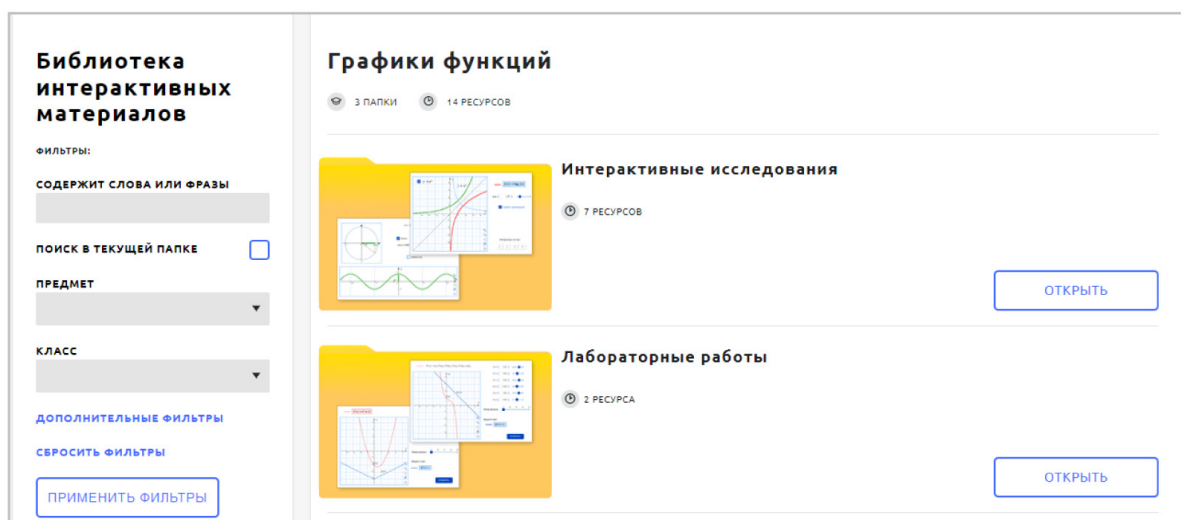 Библиотека
интерактивных
материалов
ФИЛЬТРЫ:
СОДЕРЖИТ СЛОВА ИЛИ ФРАЗЫ
ПОИСК В ТЕКУЩЕЙ ПАПКЕ
ПРЕДМЕТ
КЛАСС
ДОПОЛНИТЕЛЬНЫЕ ФИЛЬТРЫ
СБРОСИТЬ ФИЛЬТРЫ
ПРИМЕНИТЬ ФИЛЬТРЫ
Графики функций
3 ПАПКИ 14 РЕСУРСОВ
Интерактивные исследования
7 РЕСУРСОВ
ОТКРЫТЬ
Лабораторные работы
2 РЕСУРСА
ОТКРЫТЬ